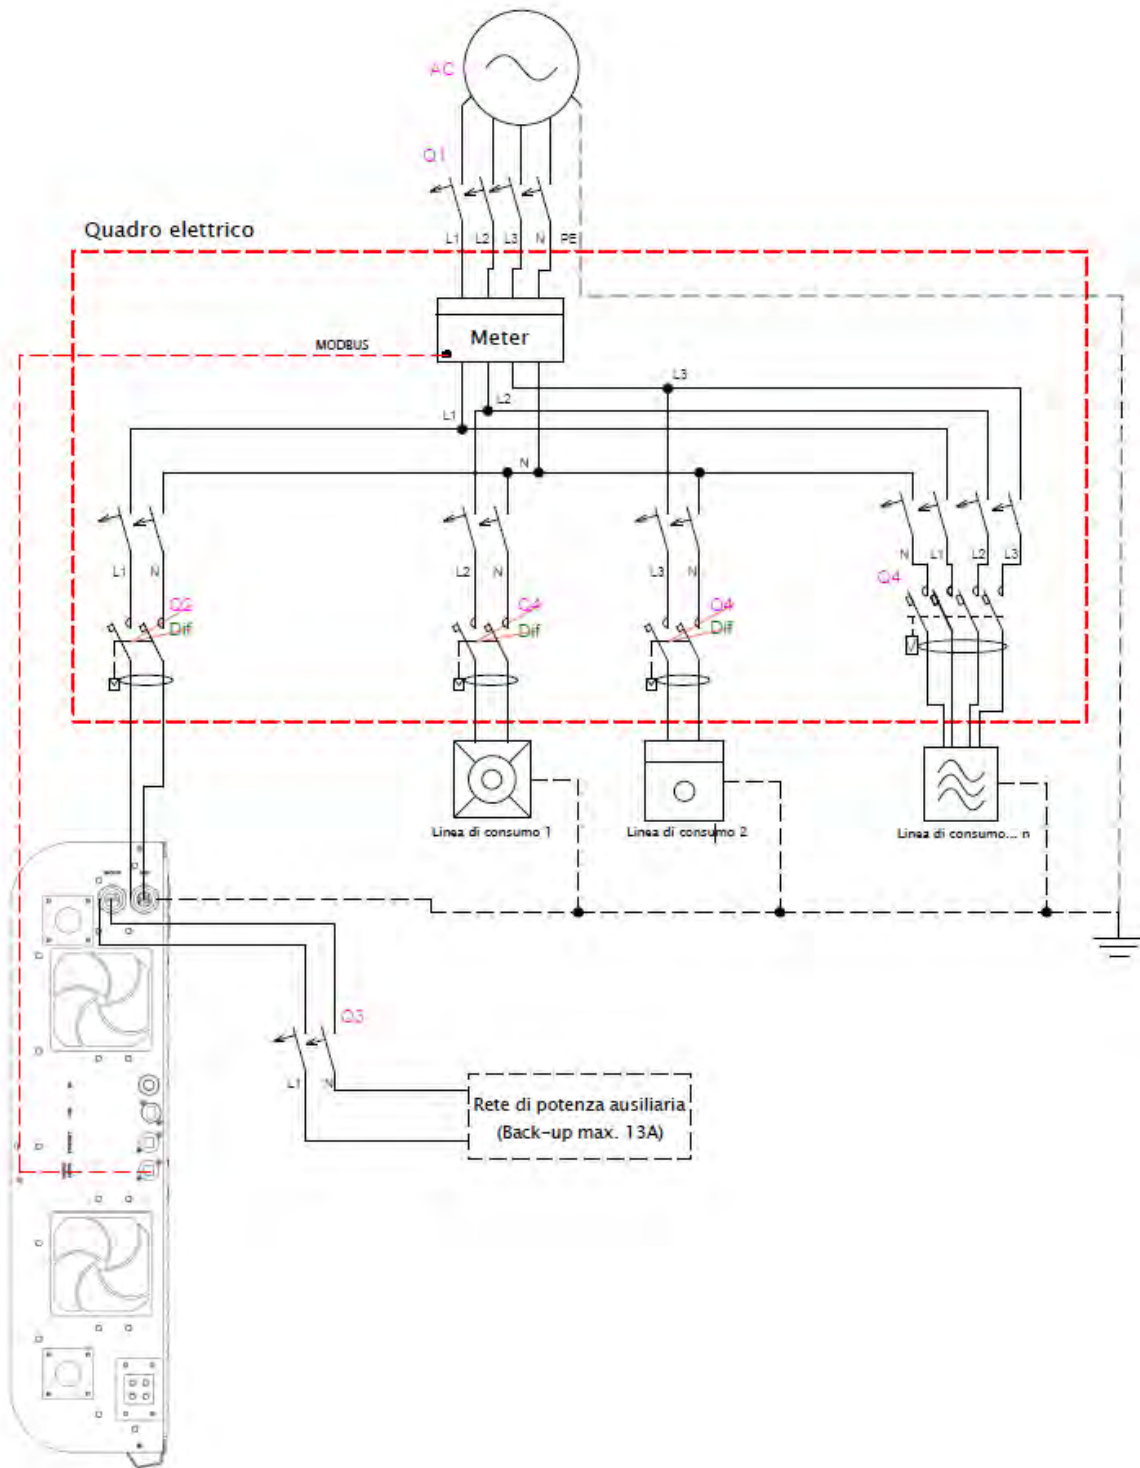 AC
Q1
L1 L2 L3 N PE
Quadro elettrico
Meter
MODBUS
L3
L2
L1
N
L1 N
L2 N
L3 N
N L1 L2 L3
Q2
Dif
Q4
Dif
Q4
Dif
Q4
Linea di consumo 1
Linea di consumo 2
Linea di consumo... n
Q3
L1 N
Rete di potenza ausiliaria
(Back-up max. 13A)